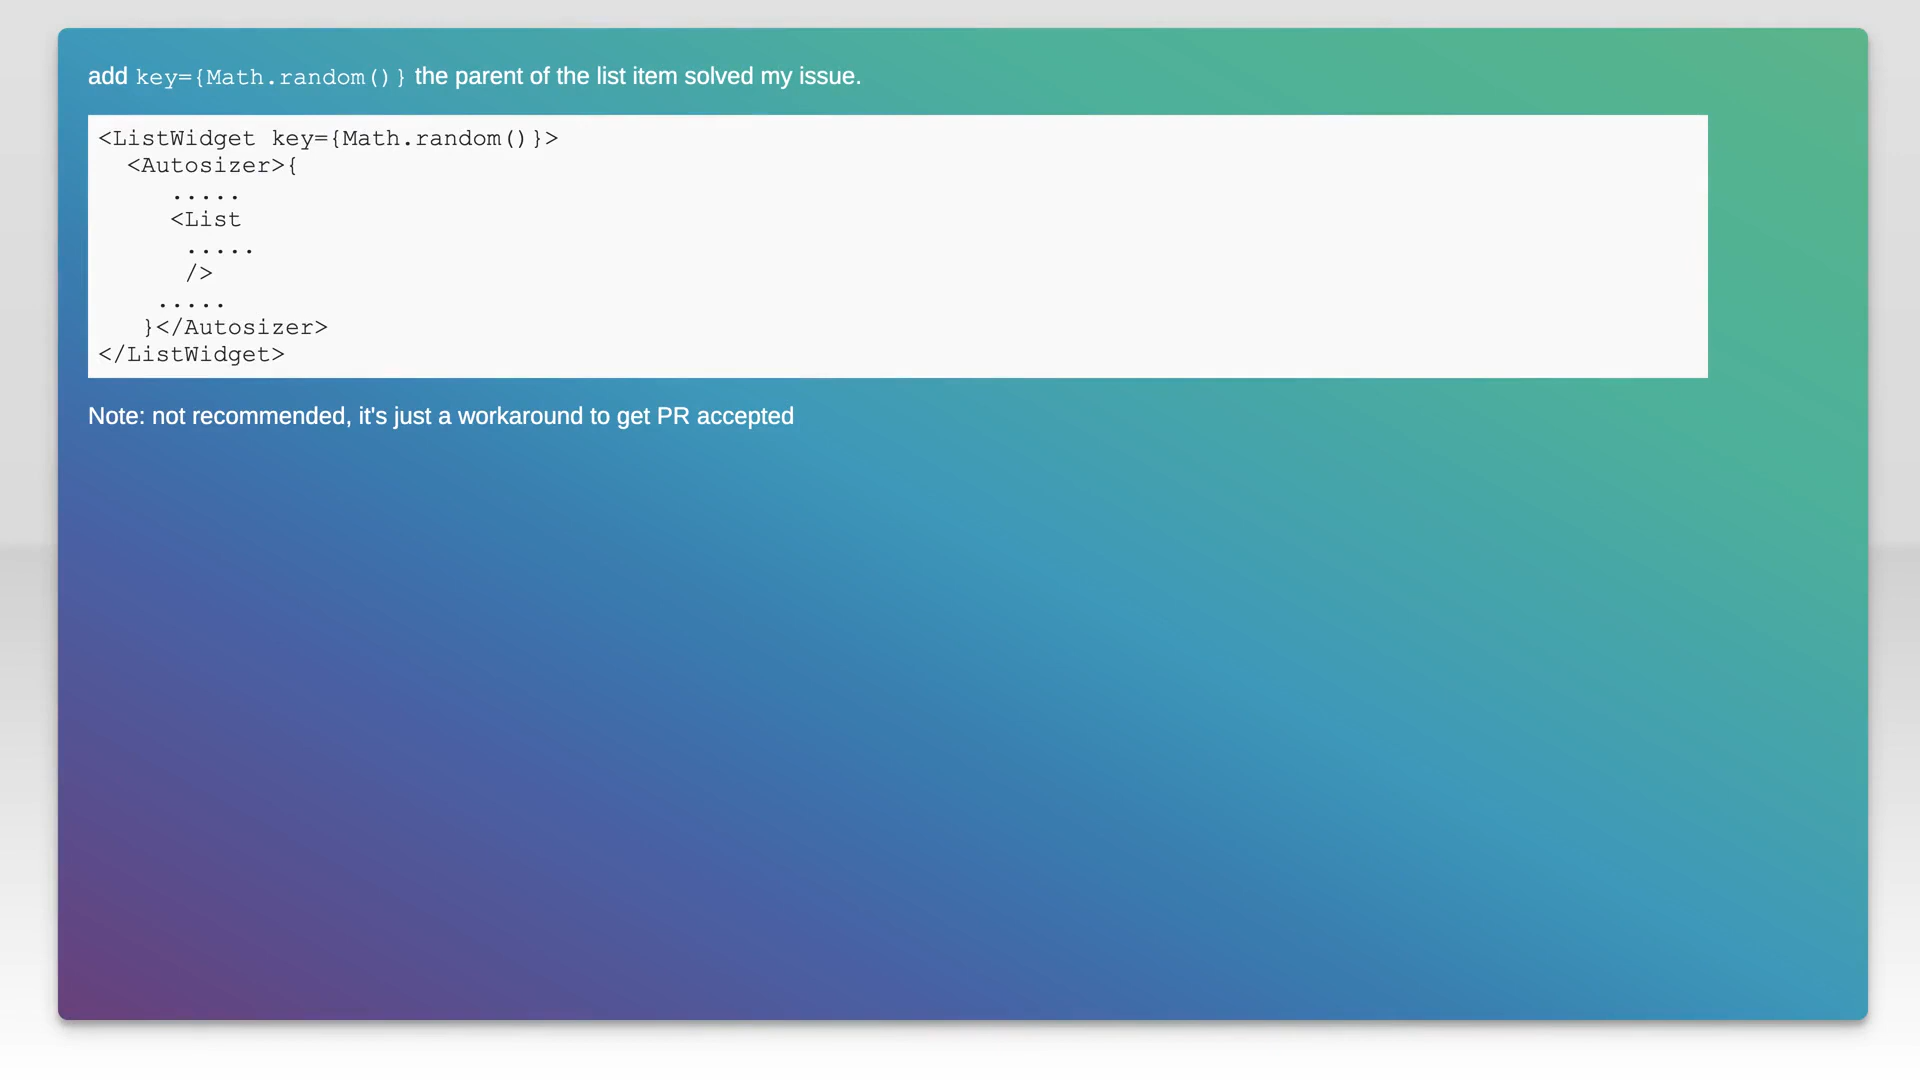 add key={Math.random()} the parent of the list item solved my issue.
<ListWidget key={Math.random()}>
  <Autosizer>{
     .....
     <List
      .....
      />
    .....
   }</Autosizer>
</ListWidget>
Note: not recommended, it's just a workaround to get PR accepted